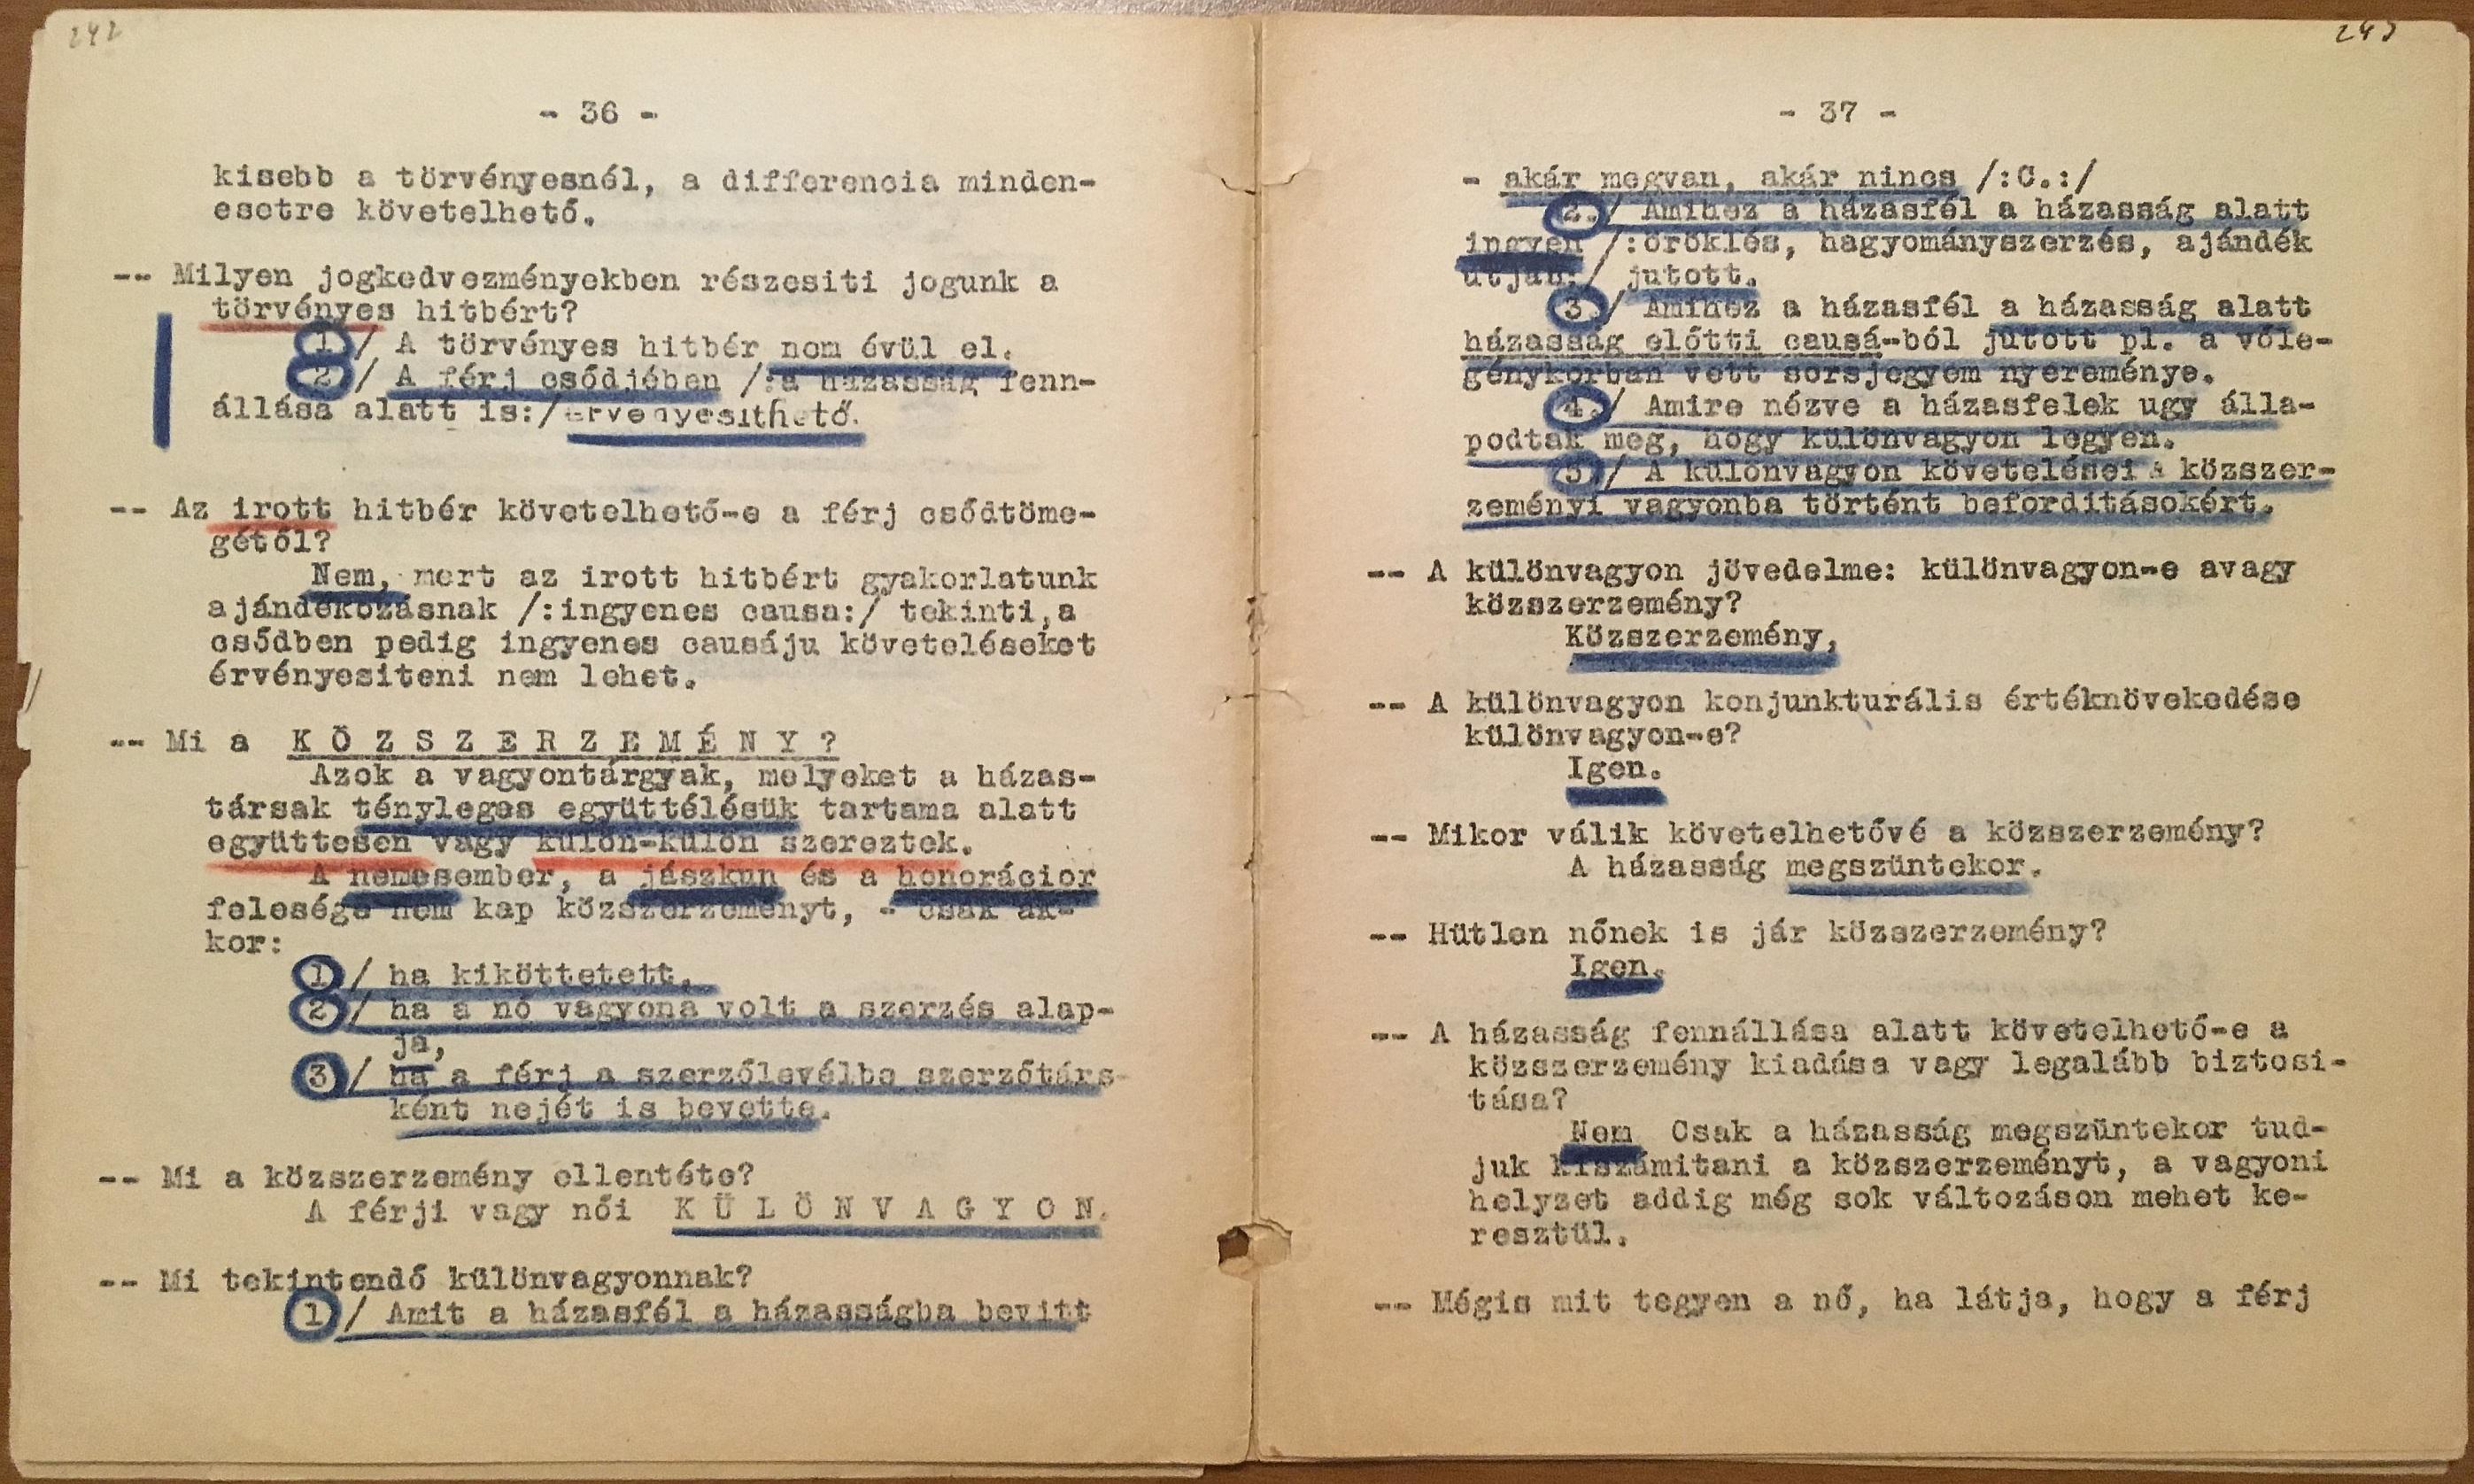 242
- 36 -
kisebb a törvényesnél, a differencia minden-
esetre követelhető.
-- Milyen jogkedvezményekben részesiti jogunk a
törvényes hitbért?
1/ A törvényes hitbér nem évül el.
2/ A férj csődjében /:a házasság fenn-
állása alatt is:/érvényesíthető.
-- Az irott hitbér követelhető-e a férj csődtöme-
gétől?
Nem, mert az irott hitbért gyakorlatunk
ajándékozásnak /:ingyenes causa:/ tekinti,a
csődben pedig ingyenes causáju követeléseket
érvényesiteni nem lehet.
-- Mi a K Ö Z S Z E R Z E M É N Y ?
Azok a vagyontárgyak, melyeket a házas-
társak tényleges együttélésük tartama alatt
együttesen vagy külön-külön szereztek.
A nemesember, a jászkun és a honorácior
felesége nem kap közszerzeményt, - csak ak-
kor:
1/ ha kiköttetett,
2/ ha a nő vagyona volt a szerzés alap-
ja,
3/ ha a férj a szerzőlevélbe szerzőtárs-
ként nejét is bevette.
-- Mi a közszerzemény ellentéte?
A férji vagy női K Ü L Ö N V A G Y O N.
-- Mi tekintendő különvagyonnak?
1/ Amit a házasfél a házasságba bevitt
243
- 37 -
- akár megvan, akár nincs /:C.:/
2./ Amihez a házasfél a házasság alatt
ingyen /:öröklés, hagyományszerzés, ajándék
utján:/ jutott.
3./ Amihez a házasfél a házasság alatt
házasság előtti causá-ból jutott pl. a vőle-
génykorban vett sorsjegyem nyereménye.
4./ Amire nézve a házasfelek ugy álla-
podtak meg, hogy különvagyon legyen.
5/ A különvagyon követelései a közszer-
zeményi vagyonba történt beforditásokért.
-- A különvagyon jövedelme: különvagyon-e avagy
közszerzemény?
Közszerzemény,
-- A különvagyon konjunkturális értéknövekedése
különvagyon-e?
Igen.
-- Mikor válik követelhetővé a közszerzemény?
A házasság megszüntekor.
-- Hütlen nőnek is jár közszerzemény?
Igen.
-- A házasság fennállása alatt követelhető-e a
közszerzemény kiadása vagy legalább biztosi-
tása?
Nem Csak a házasság megszüntekor tud-
juk kiszámitani a közszerzeményt, a vagyoni
helyzet addig még sok változáson mehet ke-
resztül.
-- Mégis mit tegyen a nő, ha látja, hogy a férj